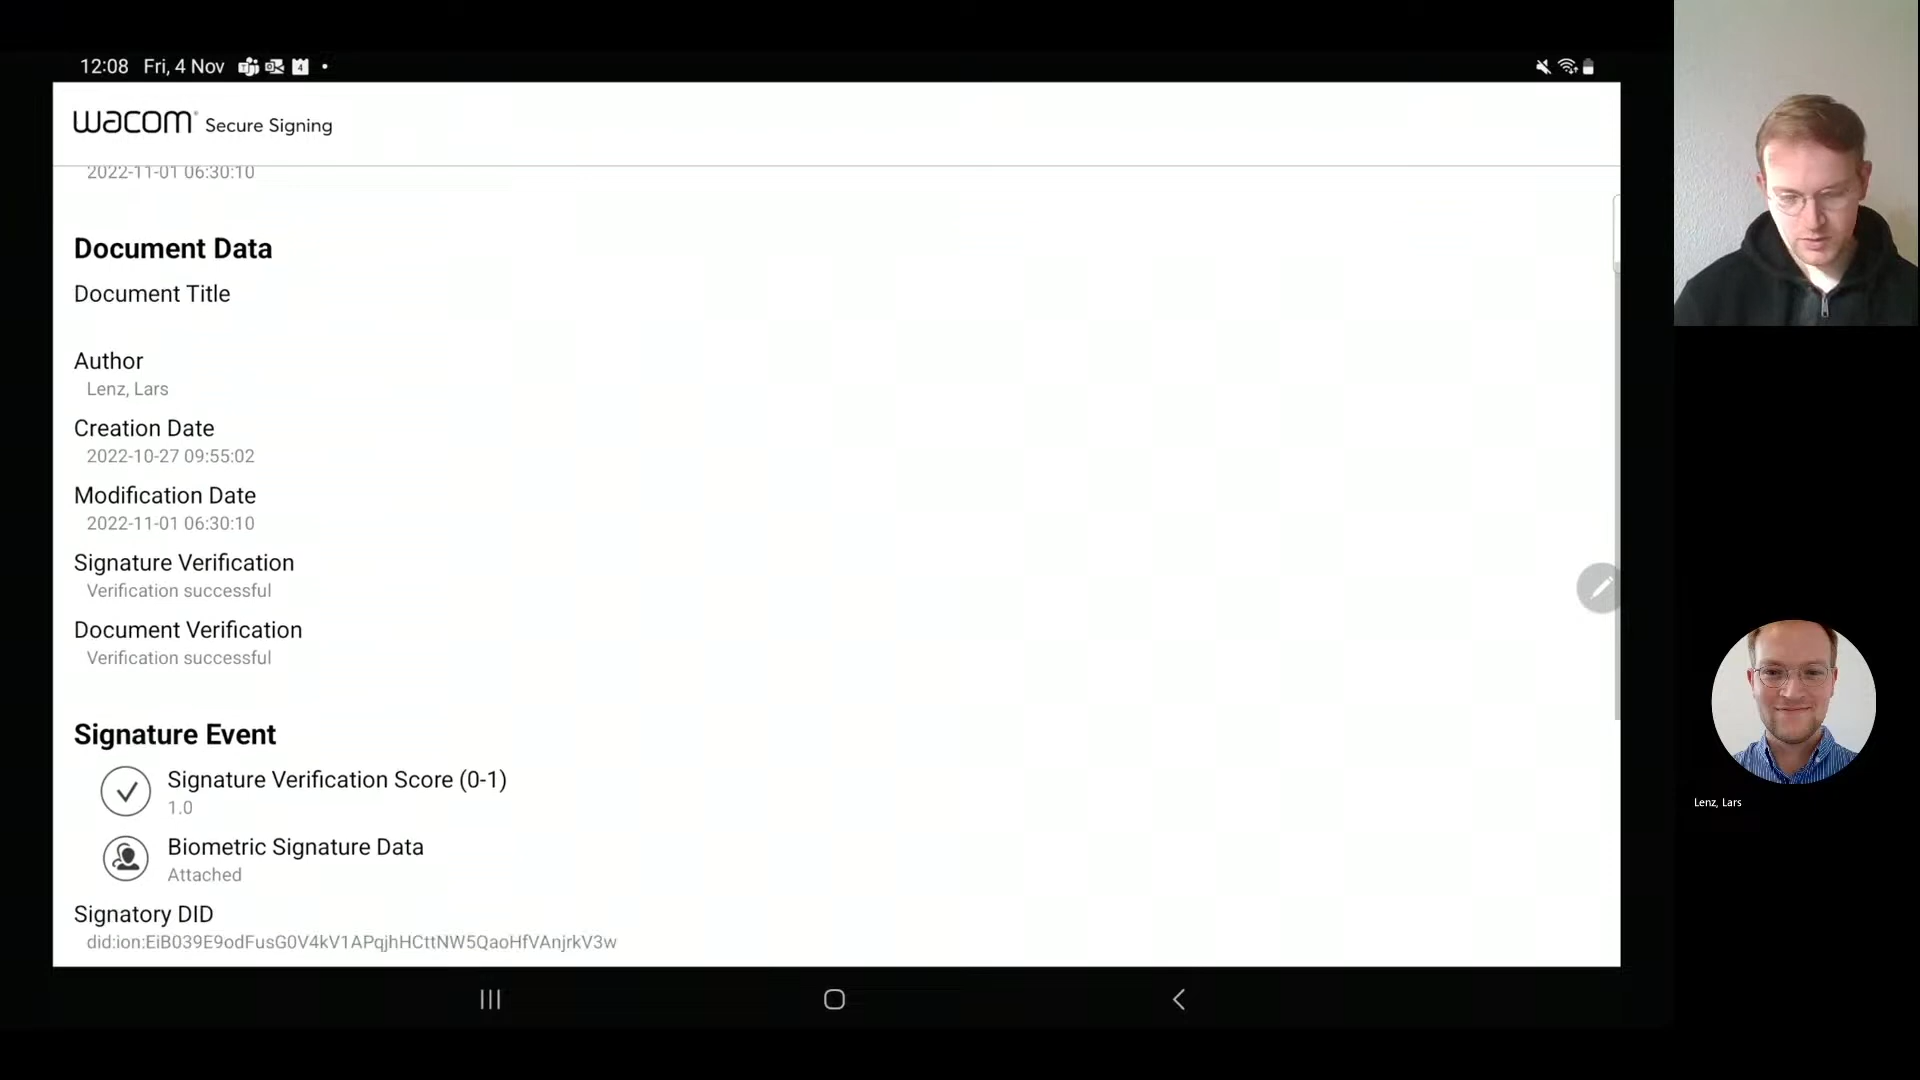 12:08 Fri, 4 Nov
wacom Secure Signing
2022-11-01 06:30:10
Document Data
Document Title
Author
Lenz, Lars
Creation Date
2022-10-27 09:55:02
Modification Date
2022-11-01 06:30:10
Signature Verification
Verification successful
Document Verification
Verification successful
Signature Event
Signature Verification Score (0-1)
1.0
Biometric Signature Data
Attached
Signatory DID
did:ion:EiB039E9odFusG0V4kV1APqjhHCttNW5QaoHfVAnjrkV3w
Lenz, Lars